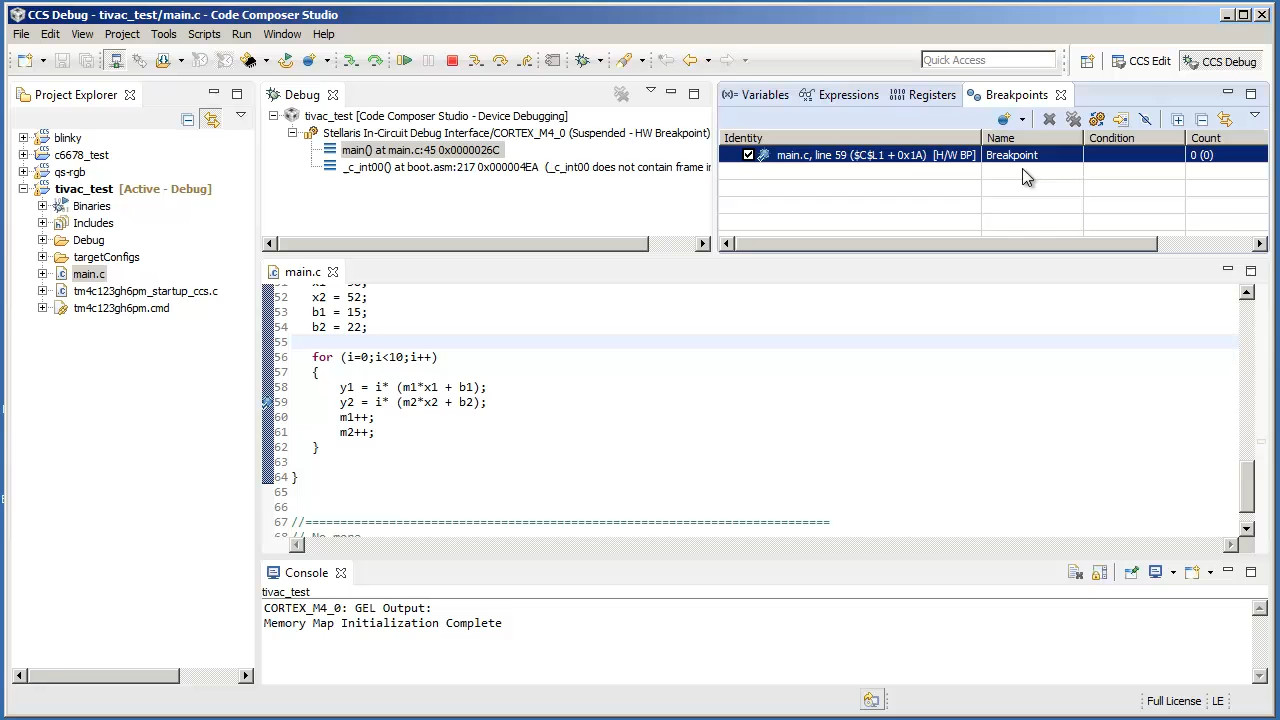 CCS Debug - tivac_test/main.c - Code Composer Studio
File Edit View Project Tools Scripts Run Window Help
Quick Access
CCS Edit
CCS Debug
Project Explorer
blinky
c6678_test
qs-rgb
tivac_test [Active - Debug]
Binaries
Includes
Debug
targetConfigs
main.c
tm4c123gh6pm_startup_ccs.c
tm4c123gh6pm.cmd
Debug
tivac_test [Code Composer Studio - Device Debugging]
Stellaris In-Circuit Debug Interface/CORTEX_M4_0 (Suspended - HW Breakpoint)
main() at main.c:45 0x0000026C
_c_int00() at boot.asm:217 0x000004EA (_c_int00 does not contain frame in
(x)= Variables Expressions Registers Breakpoints
Identity Name Condition Count
main.c, line 59 ($C$L1 + 0x1A) [H/W BP] Breakpoint 0 (0)
main.c
52 x2 = 52;
53 b1 = 15;
54 b2 = 22;
55
56 for (i=0;i<10;i++)
57 {
58 y1 = i* (m1*x1 + b1);
59 y2 = i* (m2*x2 + b2);
60 m1++;
61 m2++;
62 }
63
64 }
65
66
67 //===========================================================================
Console
tivac_test
CORTEX_M4_0: GEL Output:
Memory Map Initialization Complete
Full License LE